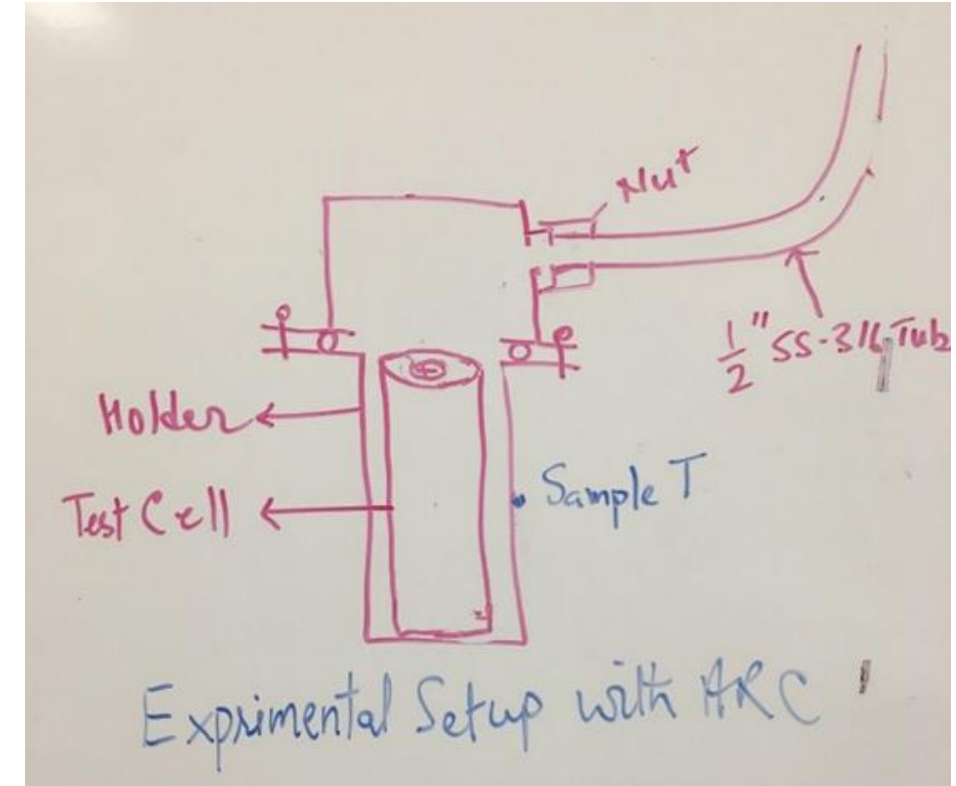 Nut
1/2" SS-316 Tub
Holder
Test Cell
Sample T
Exprimental Setup with ARC